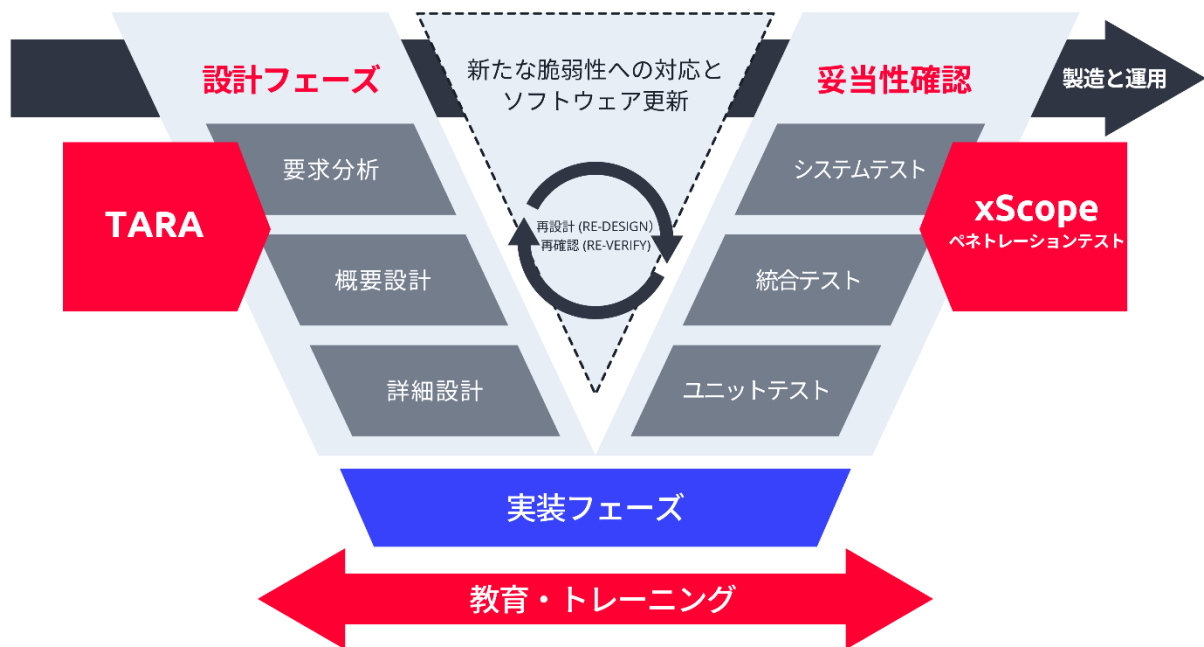 設計フェーズ
新たな脆弱性への対応と
ソフトウェア更新
妥当性確認
製造と運用
要求分析
概要設計
詳細設計
TARA
再設計 (RE-DESIGN)
再確認 (RE-VERIFY)
システムテスト
統合テスト
ユニットテスト
xScope
ペネトレーションテスト
実装フェーズ
教育・トレーニング